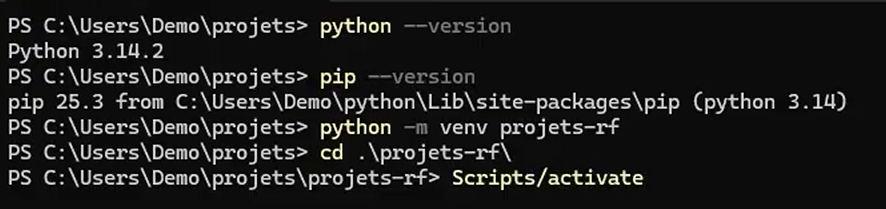 PS C:\Users\Demo\projets> python --version
Python 3.14.2
PS C:\Users\Demo\projets> pip --version
pip 25.3 from C:\Users\Demo\python\Lib\site-packages\pip (python 3.14)
PS C:\Users\Demo\projets> python -m venv projets-rf
PS C:\Users\Demo\projets> cd .\projets-rf\
PS C:\Users\Demo\projets\projets-rf> Scripts/activate